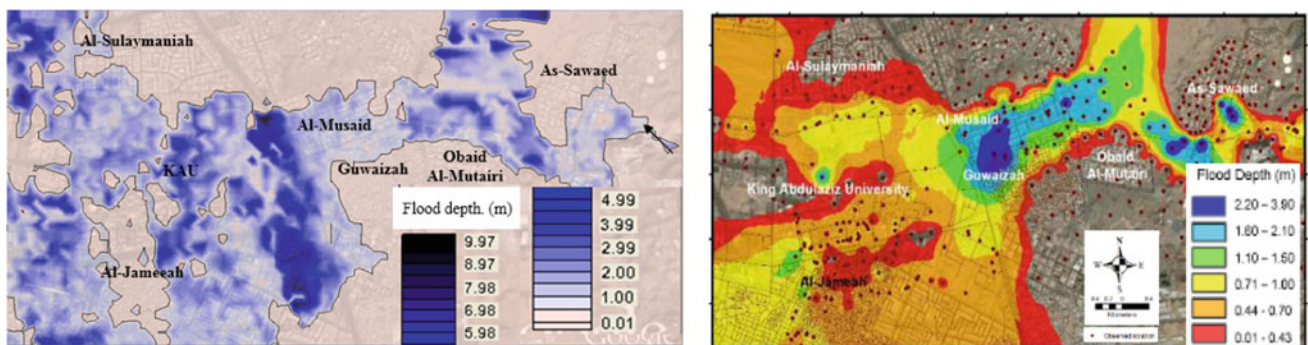 Al-Sulaymaniah
As-Sawaed
Al-Musaid
Guwaizah
Obaid
Al-Mutairi
KAU
Al-Jameeah
Flood depth. (m)
9.97
8.97
7.98
6.98
5.98
4.99
3.99
2.99
2.00
1.00
0.01
Google
Al-Sulaymaniah
As-Sawaed
Al-Musaid
Guwaizah
Obaid
Al-Mutairi
King Abdulaziz University
Al-Jameah
Flood Depth (m)
2.20 – 3.90
1.60 – 2.10
1.10 – 1.50
0.71 – 1.00
0.44 – 0.70
0.01 – 0.43
N
W
E
S
Kilometers
Observed location